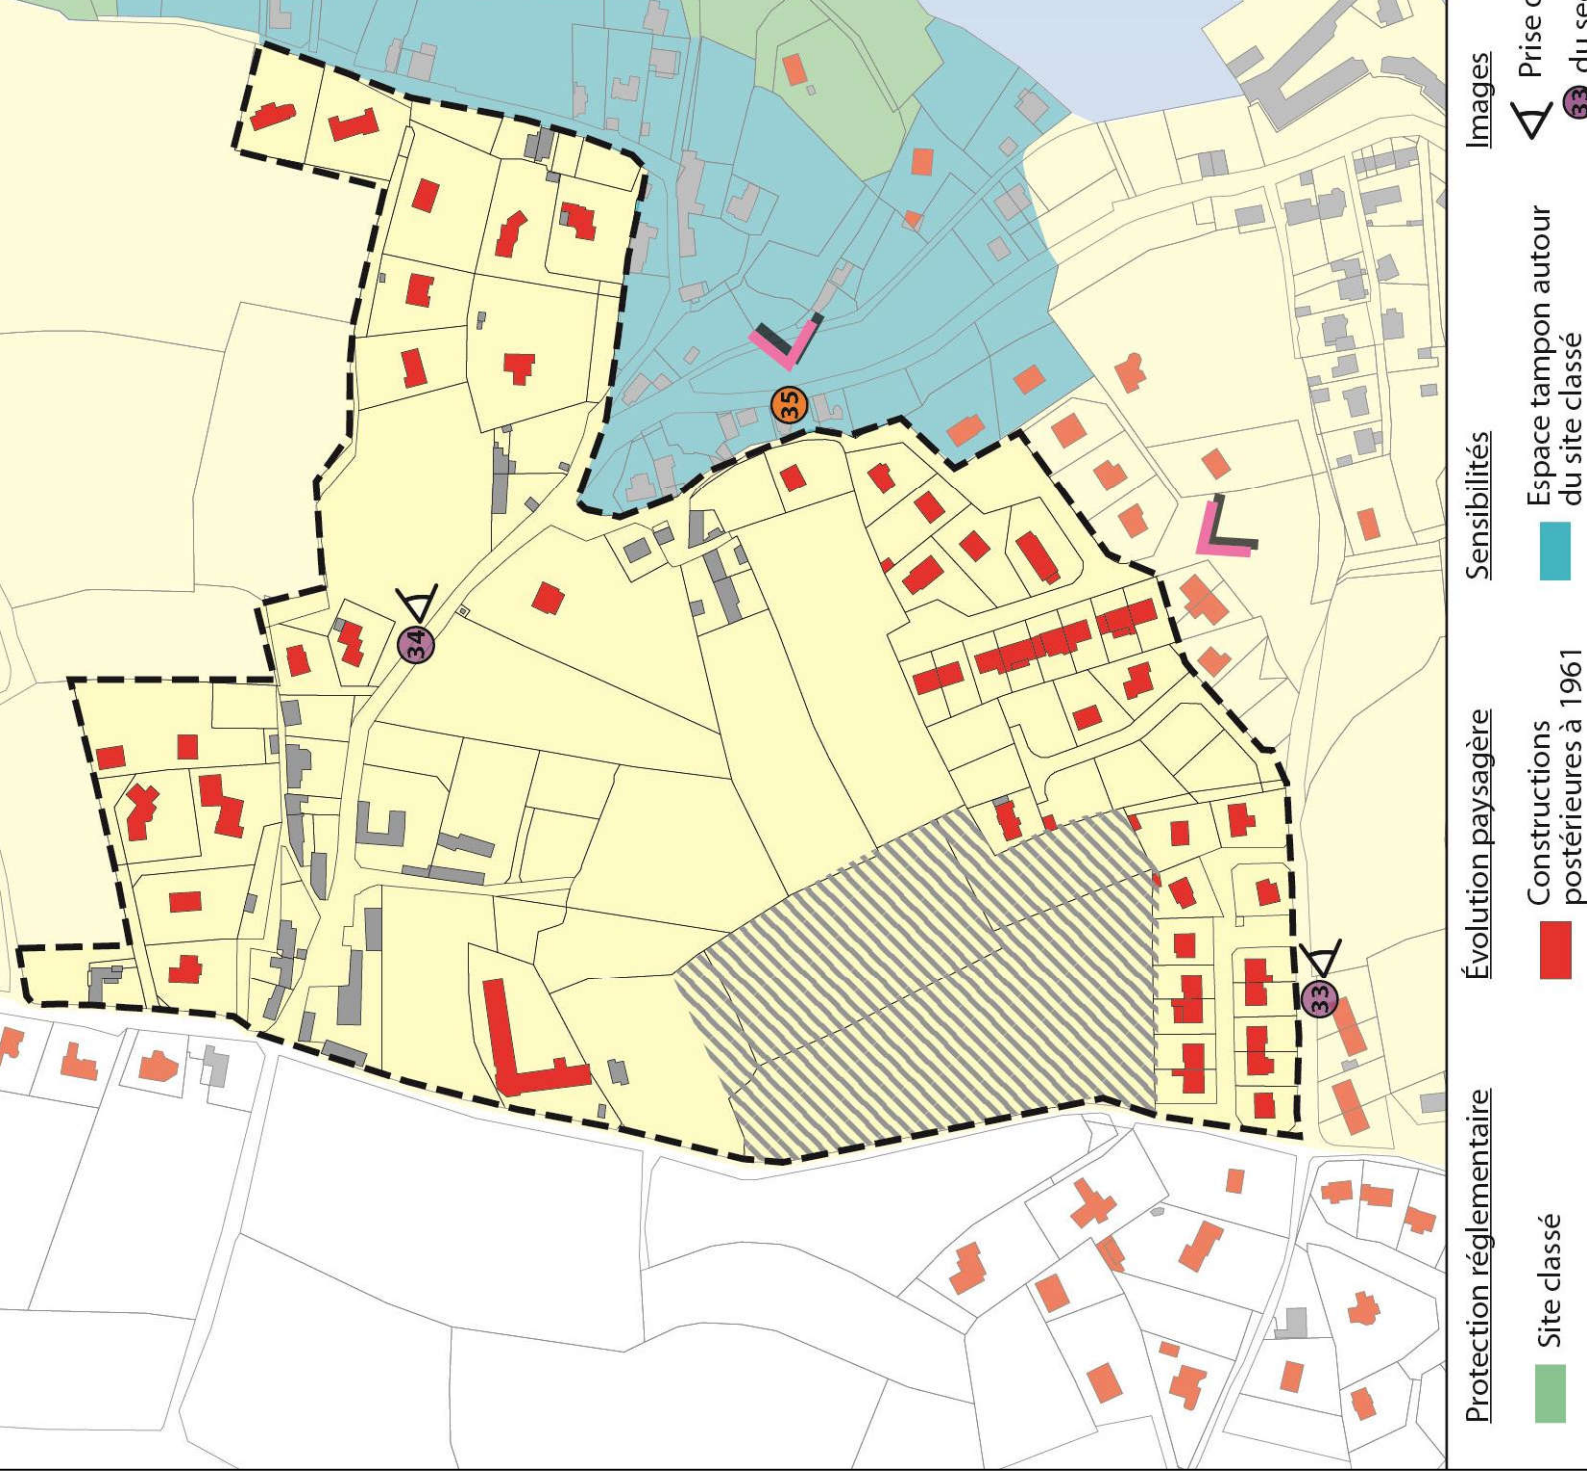 34
35
33
Protection réglementaire
Site classé
Évolution paysagère
Constructions
postérieures à 1961
Sensibilités
Espace tampon autour
du site classé
Images
Prise
33
du